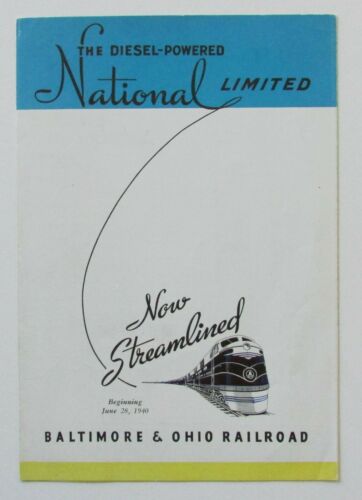 THE DIESEL-POWERED
National LIMITED
Now
Streamlined
Beginning
June 28, 1940
BALTIMORE & OHIO RAILROAD